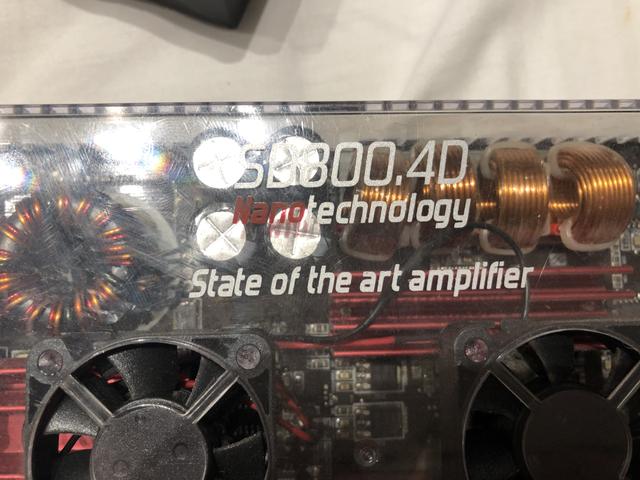 SD800.4D
Nanotechnology
State of the art amplifier